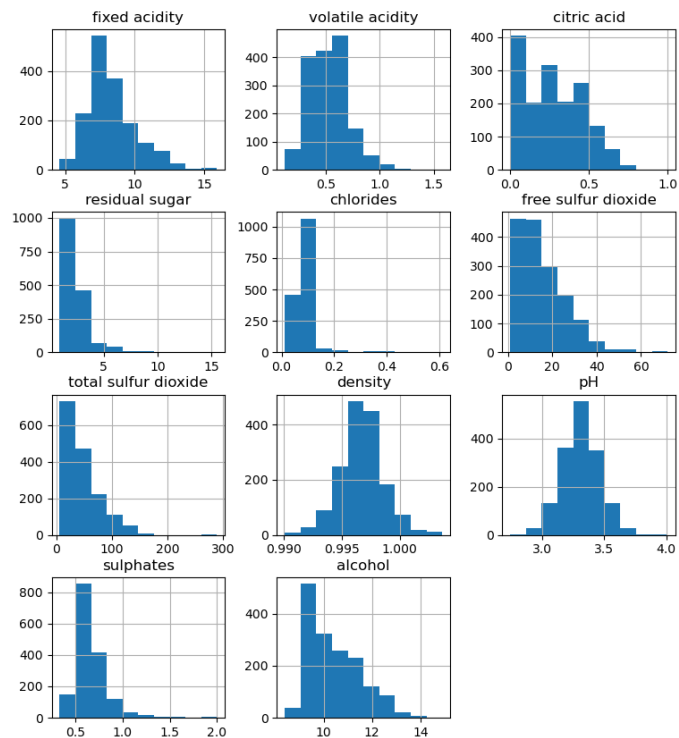 fixed acidity volatile acidity citric acid
400 200 0 5 10 15
400 300 200 100 0 0.5 1.0 1.5
400 300 200 100 0 0.0 0.5 1.0
residual sugar chlorides free sulfur dioxide
1000 750 500 250 0 5 10 15
1000 750 500 250 0 0.0 0.2 0.4 0.6
400 300 200 100 0 0 20 40 60
total sulfur dioxide density pH
600 400 200 0 0 100 200 300
400 200 0 0.990 0.995 1.000
400 200 0 3.0 3.5 4.0
sulphates alcohol
800 600 400 200 0 0.5 1.0 1.5 2.0
400 200 0 10 12 14